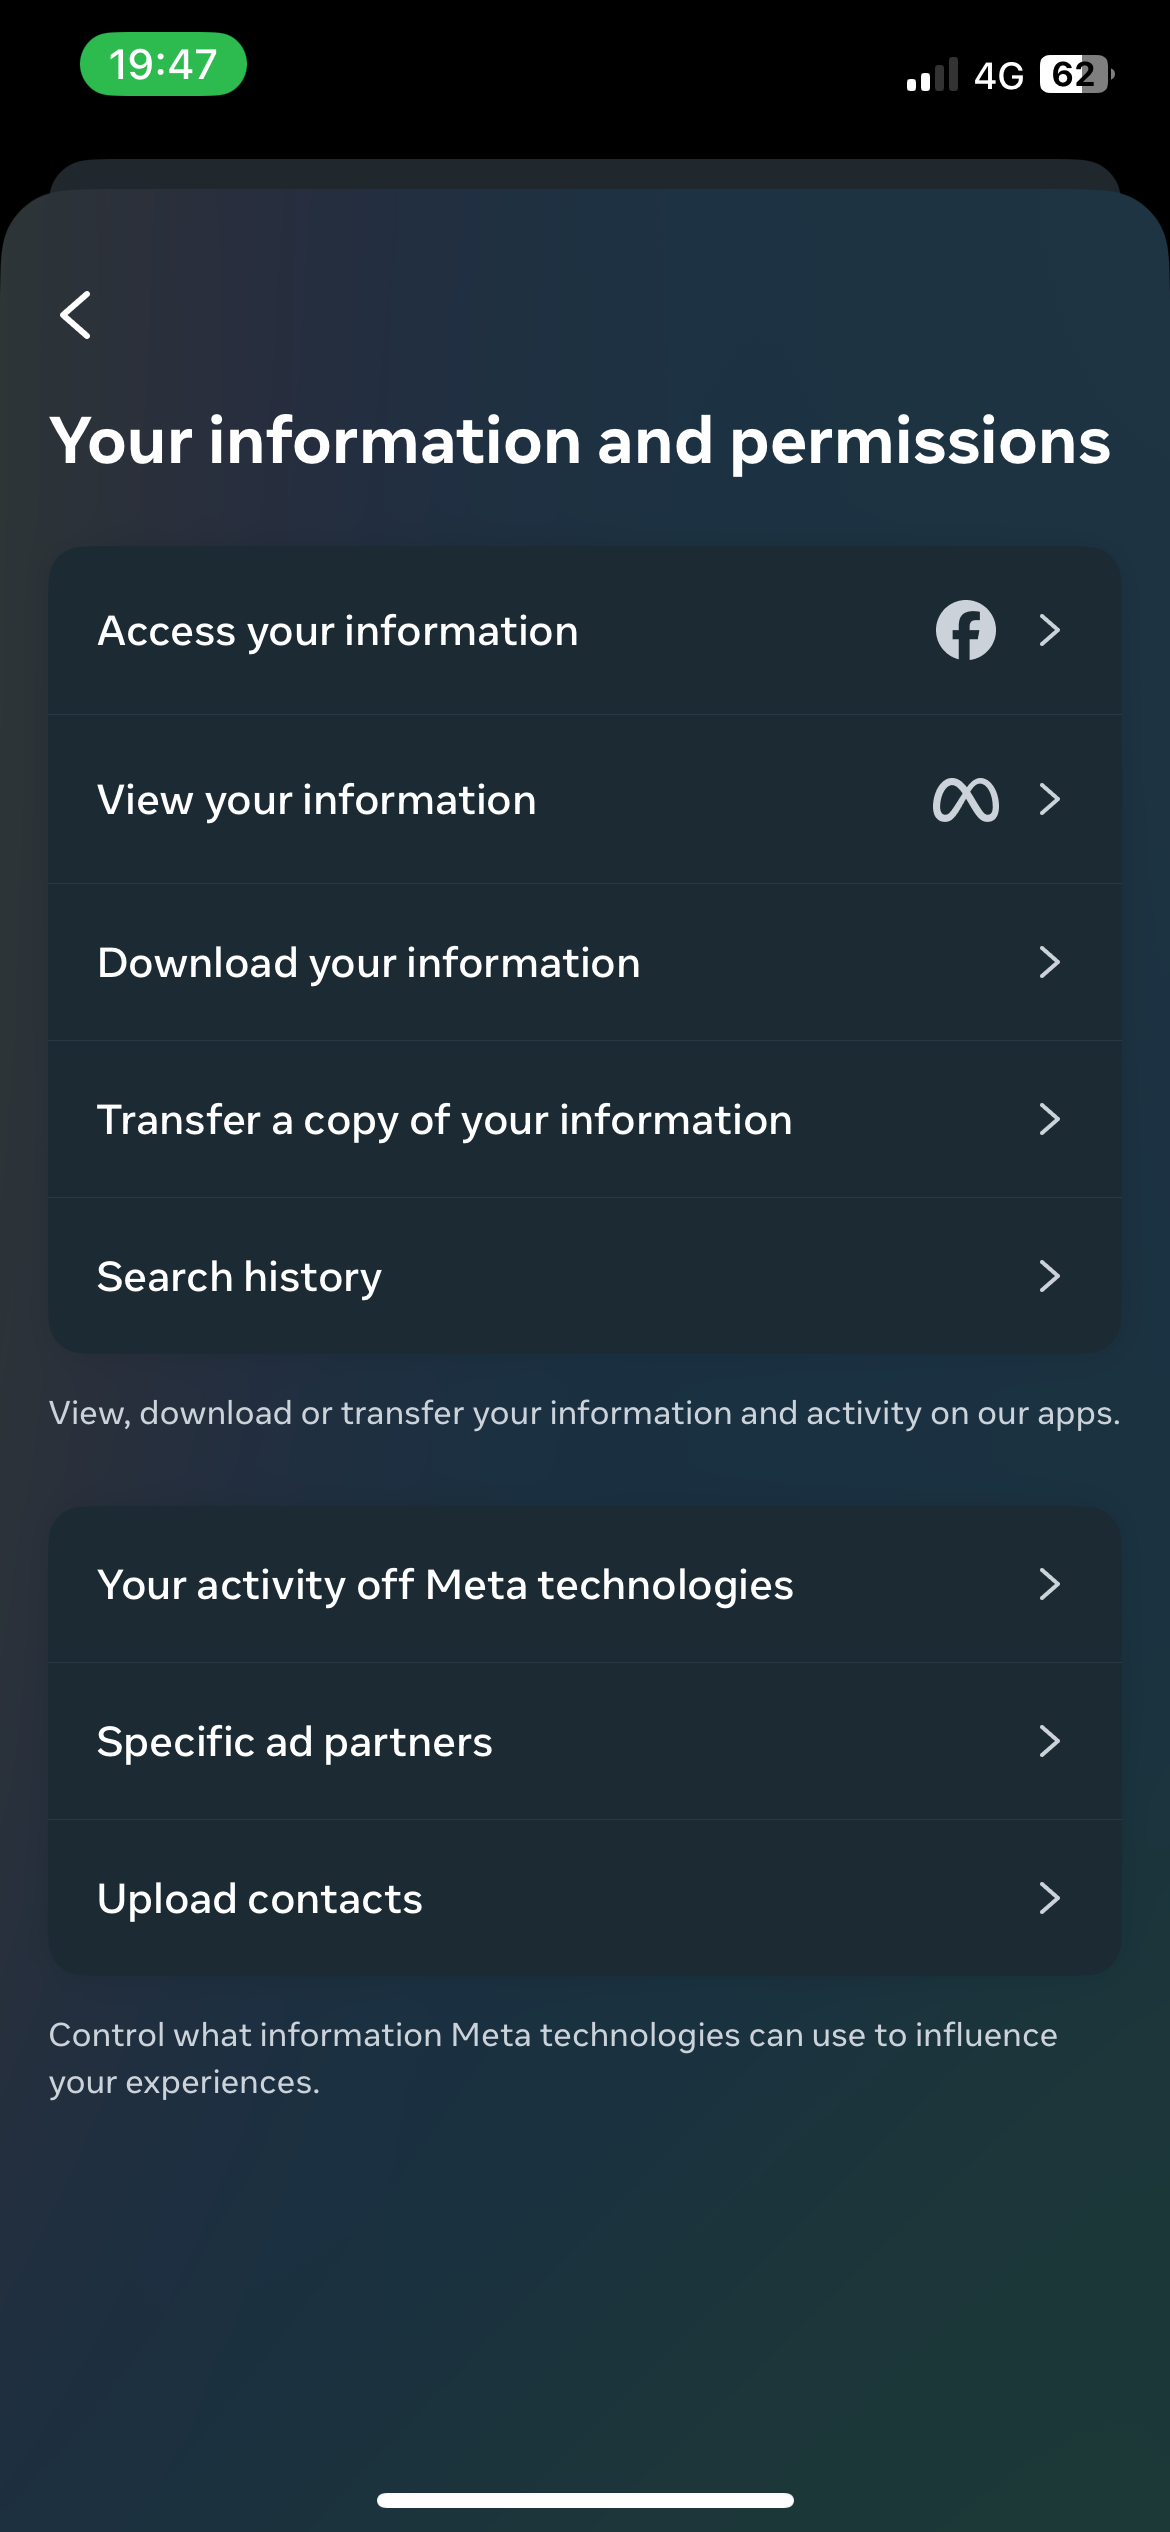 19:47
4G 62
Your information and permissions
Access your information
View your information
Download your information
Transfer a copy of your information
Search history
View, download or transfer your information and activity on our apps.
Your activity off Meta technologies
Specific ad partners
Upload contacts
Control what information Meta technologies can use to influence
your experiences.